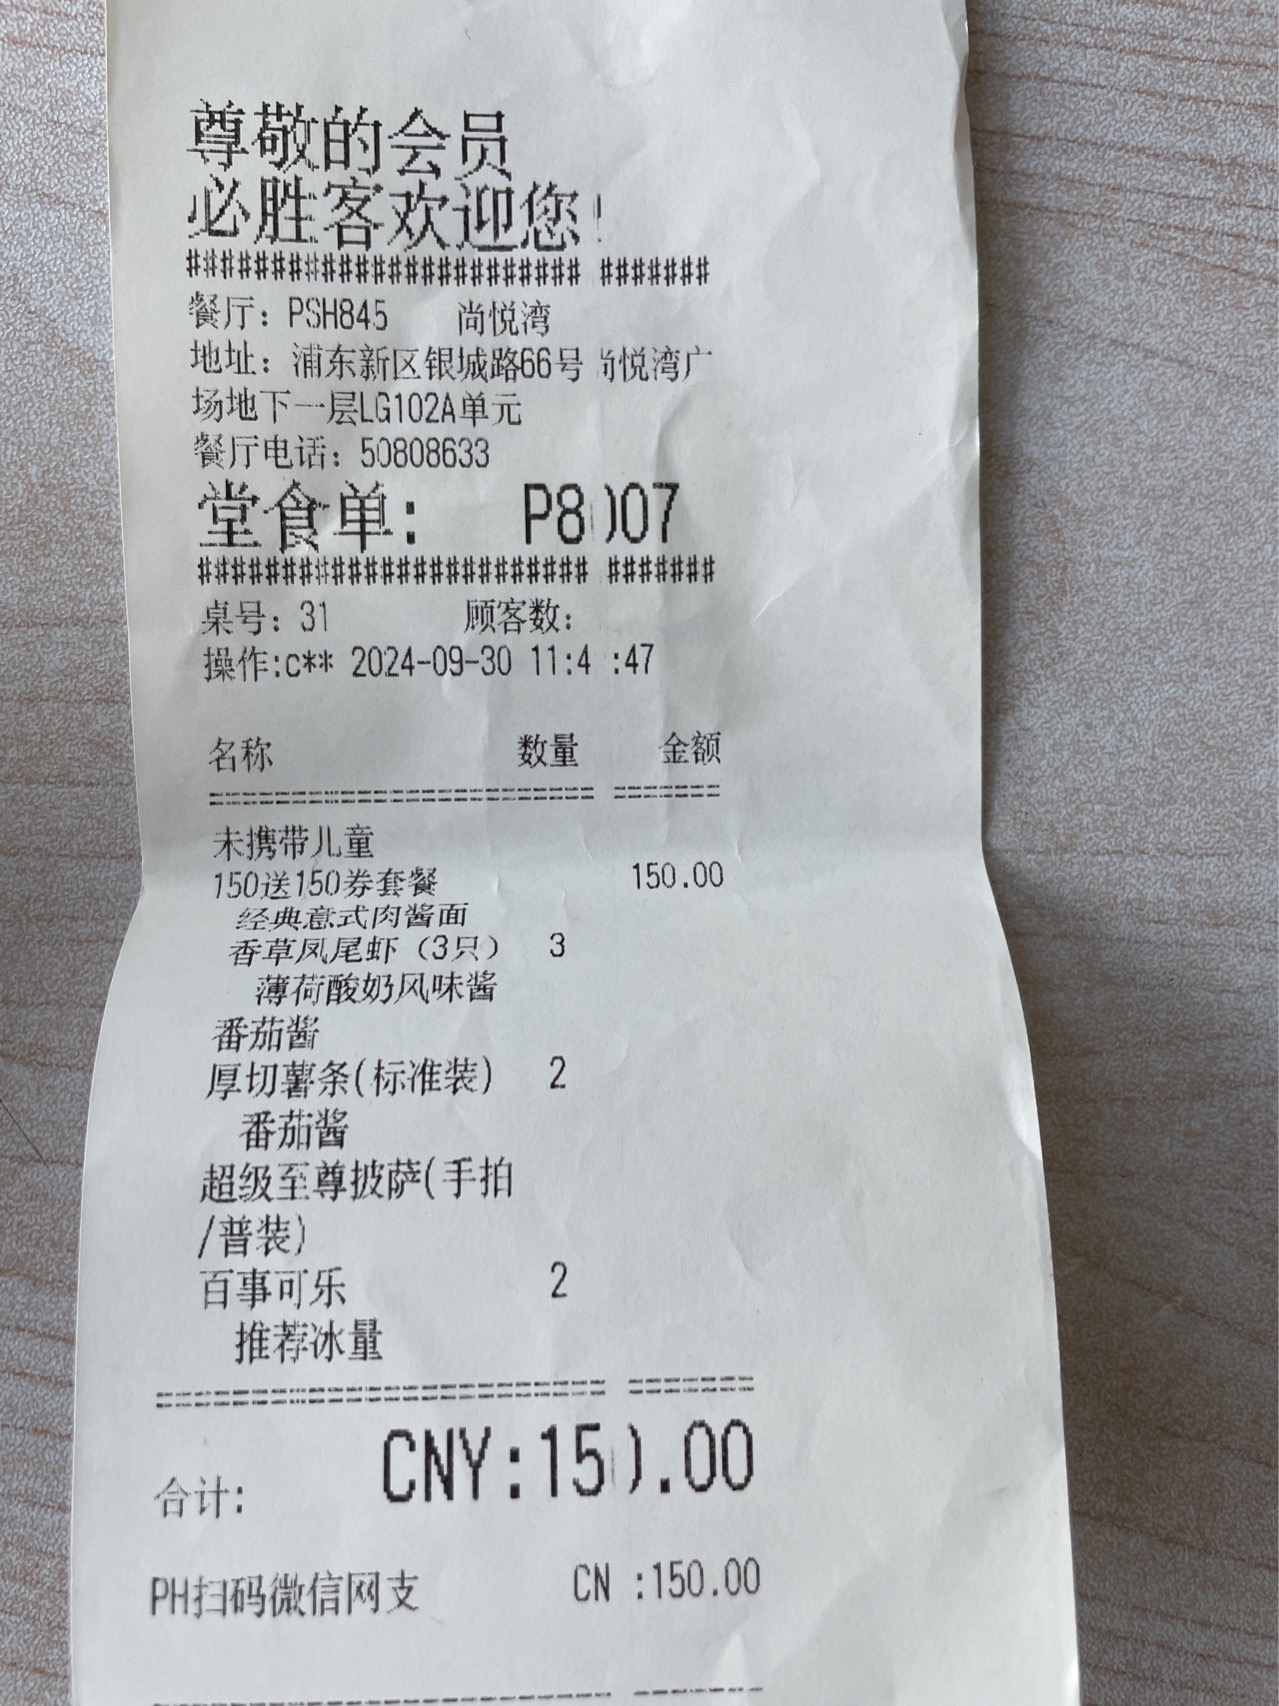 尊敬的会员
必胜客欢迎您！
############################### 
餐厅：PSH845 尚悦湾
地址：浦东新区银城路66号尚悦湾广
场地下一层LG102A单元
餐厅电话：50808633
堂食单: P8007
###############################
桌号：31 顾客数：
操作:c** 2024-09-30 11:4 :47
名称 数量 金额
未携带儿童
150送150券套餐 150.00
经典意式肉酱面
香草凤尾虾（3只） 3
薄荷酸奶风味酱
番茄酱
厚切薯条(标准装) 2
番茄酱
超级至尊披萨(手拍
/普装)
百事可乐 2
推荐冰量
合计: CNY:150.00
PH扫码微信网支 CN :150.00